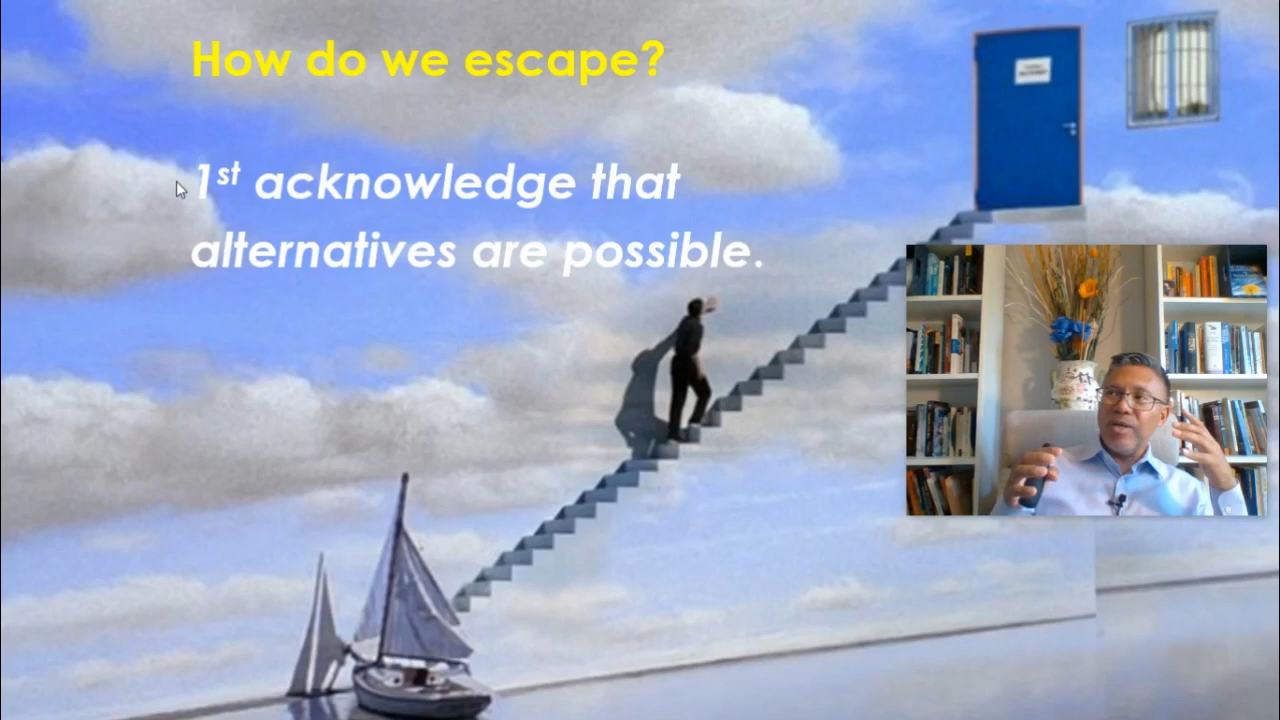 How do we escape?
1st acknowledge that
alternatives are possible.